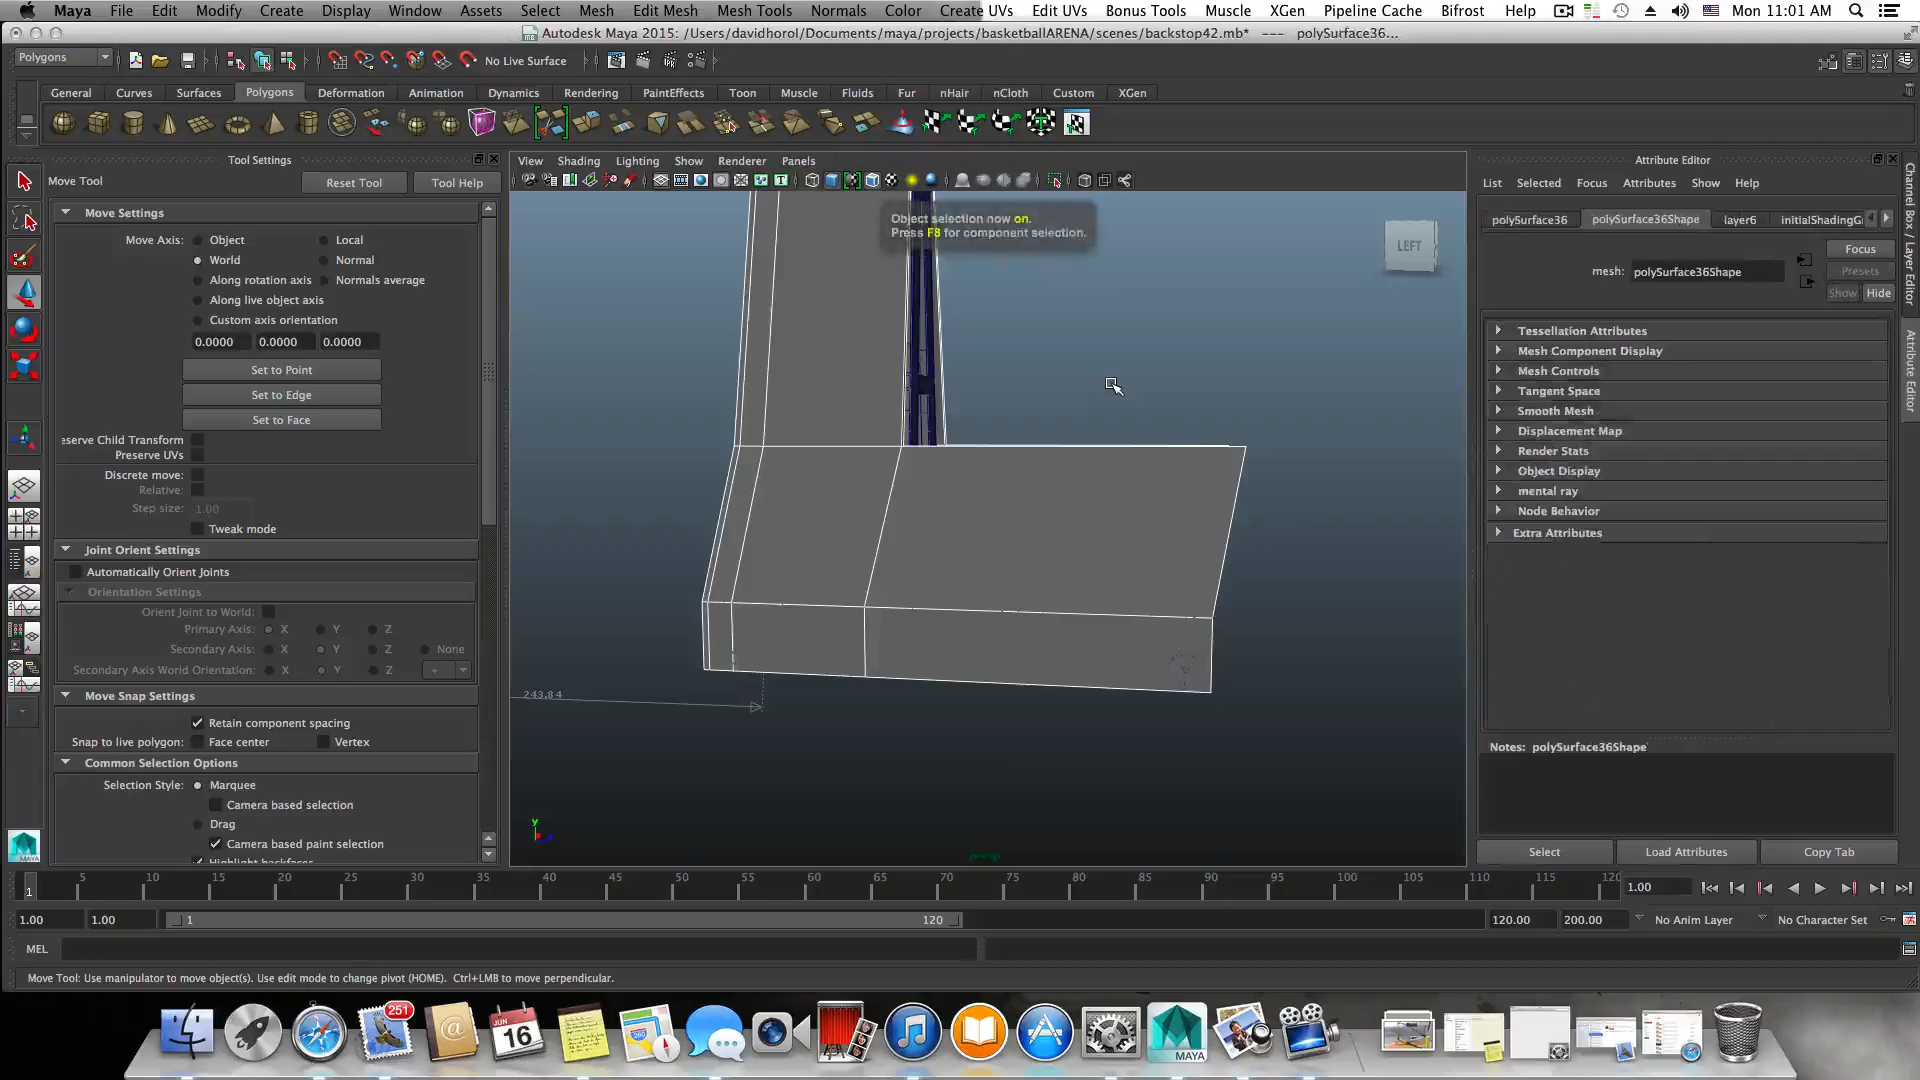 Maya File Edit Modify Create Display Window Assets Select Mesh Edit Mesh Mesh Tools Normals Color Create UVs Edit UVs Bonus Tools Muscle XGen Pipeline Cache Bifrost Help Mon 11:01 AM
Autodesk Maya 2015: /Users/davidhorol/Documents/maya/projects/basketballARENA/scenes/backstop42.mb* --- polySurface36...
Polygons No Live Surface
General Curves Surfaces Polygons Deformation Animation Dynamics Rendering PaintEffects Toon Muscle Fluids Fur nHair nCloth Custom XGen
Tool Settings
Move Tool Reset Tool Tool Help
Move Settings
Move Axis: Object Local
World Normal
Along rotation axis Normals average
Along live object axis
Custom axis orientation
0.0000 0.0000 0.0000
Set to Point
Set to Edge
Set to Face
eserve Child Transform
Preserve UVs
Discrete move:
Relative:
Step size: 1.00
Tweak mode
Joint Orient Settings
Automatically Orient Joints
Orientation Settings
Orient Joint to World:
Primary Axis: X Y Z
Secondary Axis: X Y Z None
Secondary Axis World Orientation: X Y Z +
Move Snap Settings
Retain component spacing
Snap to live polygon: Face center Vertex
Common Selection Options
Selection Style: Marquee
Camera based selection
Drag
Camera based paint selection
Highlight backfaces
View Shading Lighting Show Renderer Panels
Object selection now on.
Press F8 for component selection.
LEFT
243.84
y
persp
Attribute Editor
List Selected Focus Attributes Show Help
polySurface36 polySurface36Shape layer6 initialShadingG
Focus
mesh: polySurface36Shape
Presets
Show Hide
Tessellation Attributes
Mesh Component Display
Mesh Controls
Tangent Space
Smooth Mesh
Displacement Map
Render Stats
Object Display
mental ray
Node Behavior
Extra Attributes
Notes: polySurface36Shape
Select Load Attributes Copy Tab
Channel Box / Layer Editor
Attribute Editor
1 5 10 15 20 25 30 35 40 45 50 55 60 65 70 75 80 85 90 95 100 105 110 115 120 1.00
1.00 1.00 1 120 120.00 200.00 No Anim Layer No Character Set
MEL
Move Tool: Use manipulator to move object(s). Use edit mode to change pivot (HOME). Ctrl+LMB to move perpendicular.
251
JUN
16
MAYA